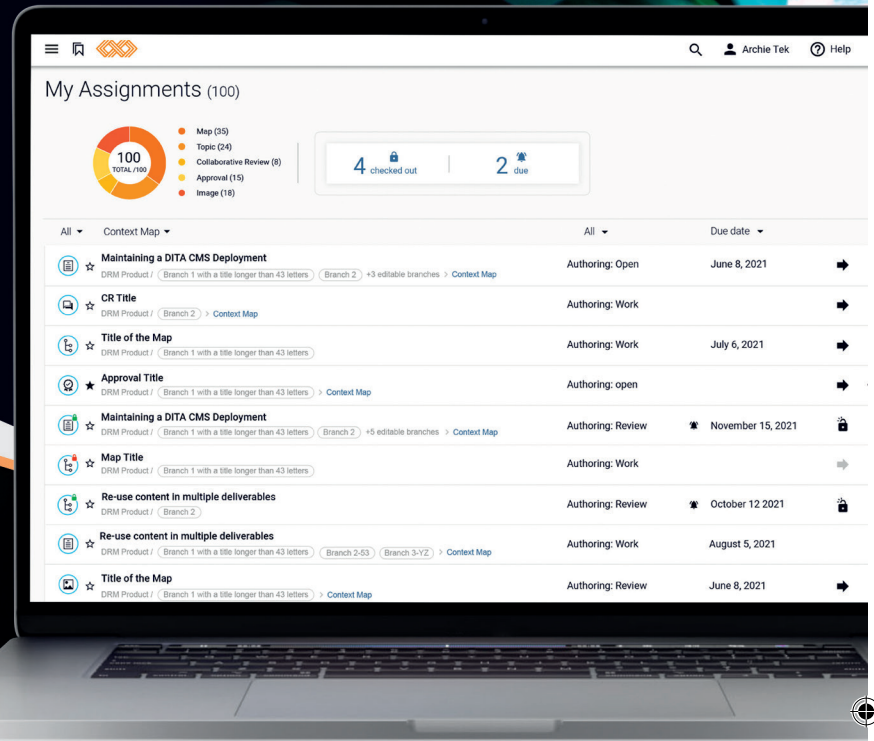 Archie Tek
Help
My Assignments (100)
100
TOTAL /100
Map (35)
Topic (24)
Collaborative Review (8)
Approval (15)
Image (18)
4 checked out
2 due
All
Context Map
All
Due date
Maintaining a DITA CMS Deployment
DRM Product / Branch 1 with a title longer than 43 letters Branch 2 +3 editable branches > Context Map
Authoring: Open
June 8, 2021
CR Title
DRM Product / Branch 2 > Context Map
Authoring: Work
Title of the Map
DRM Product / Branch 1 with a title longer than 43 letters
Authoring: Work
July 6, 2021
Approval Title
DRM Product / Branch 1 with a title longer than 43 letters > Context Map
Authoring: open
Maintaining a DITA CMS Deployment
DRM Product / Branch 1 with a title longer than 43 letters Branch 2 +5 editable branches > Context Map
Authoring: Review
November 15, 2021
Map Title
DRM Product / Branch 1 with a title longer than 43 letters
Authoring: Work
Re-use content in multiple deliverables
DRM Product / Branch 2
Authoring: Review
October 12 2021
Re-use content in multiple deliverables
DRM Product / Branch 1 with a title longer than 43 letters Branch 2-53 Branch 3-YZ > Context Map
Authoring: Work
August 5, 2021
Title of the Map
DRM Product / Branch 1 with a title longer than 43 letters > Context Map
Authoring: Review
June 8, 2021